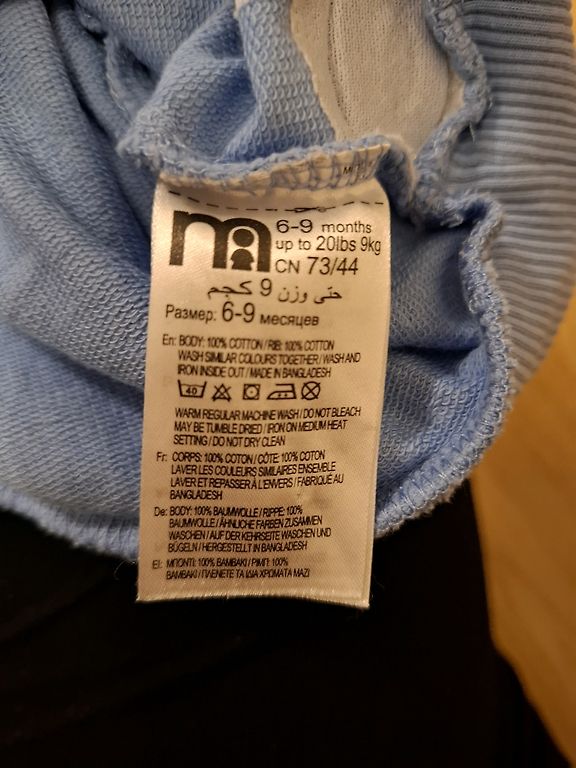 m
6-9 months
up to 20lbs 9kg
CN 73/44
حتى وزن 9 كجم
Размер: 6-9 месяцев
En: BODY: 100% COTTON / RIB: 100% COTTON
WASH SIMILAR COLOURS TOGETHER / WASH AND
IRON INSIDE OUT / MADE IN BANGLADESH
40
WARM REGULAR MACHINE WASH / DO NOT BLEACH
MAY BE TUMBLE DRIED / IRON ON MEDIUM HEAT
SETTING / DO NOT DRY CLEAN
Fr: CORPS: 100% COTON / CÔTE: 100% COTON
LAVER LES COULEURS SIMILAIRES ENSEMBLE
LAVER ET REPASSER À L'ENVERS / FABRIQUÉ AU
BANGLADESH
De: BODY: 100% BAUMWOLLE / RIPPE: 100%
BAUMWOLLE / ÄHNLICHE FARBEN ZUSAMMEN
WASCHEN / AUF DER KEHRSEITE WASCHEN UND
BÜGELN / HERGESTELLT IN BANGLADESH
El: ΜΠΟΝΤΙ: 100% ΒΑΜΒΑΚΙ / ΡΙΜΠ: 100%
ΒΑΜΒΑΚΙ / ΠΛΕΝΕΤΕ ΤΑ ΙΔΙΑ ΧΡΩΜΑΤΑ ΜΑΖΙ